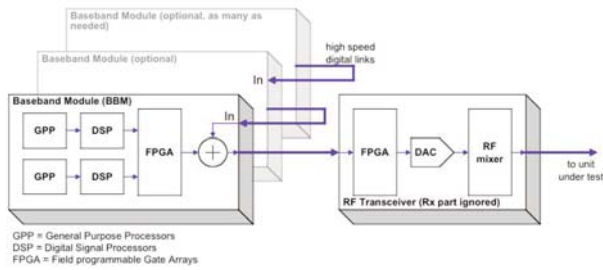 Baseband Module (optional, as many as
needed)
Baseband Module (optional)
high speed
digital links
In
Baseband Module (BBM)
In
GPP
DSP
FPGA
GPP
DSP
FPGA
DAC
RF
mixer
to unit
under test
RF Transceiver (Rx part ignored)
GPP = General Purpose Processors
DSP = Digital Signal Processors
FPGA = Field programmable Gate Arrays